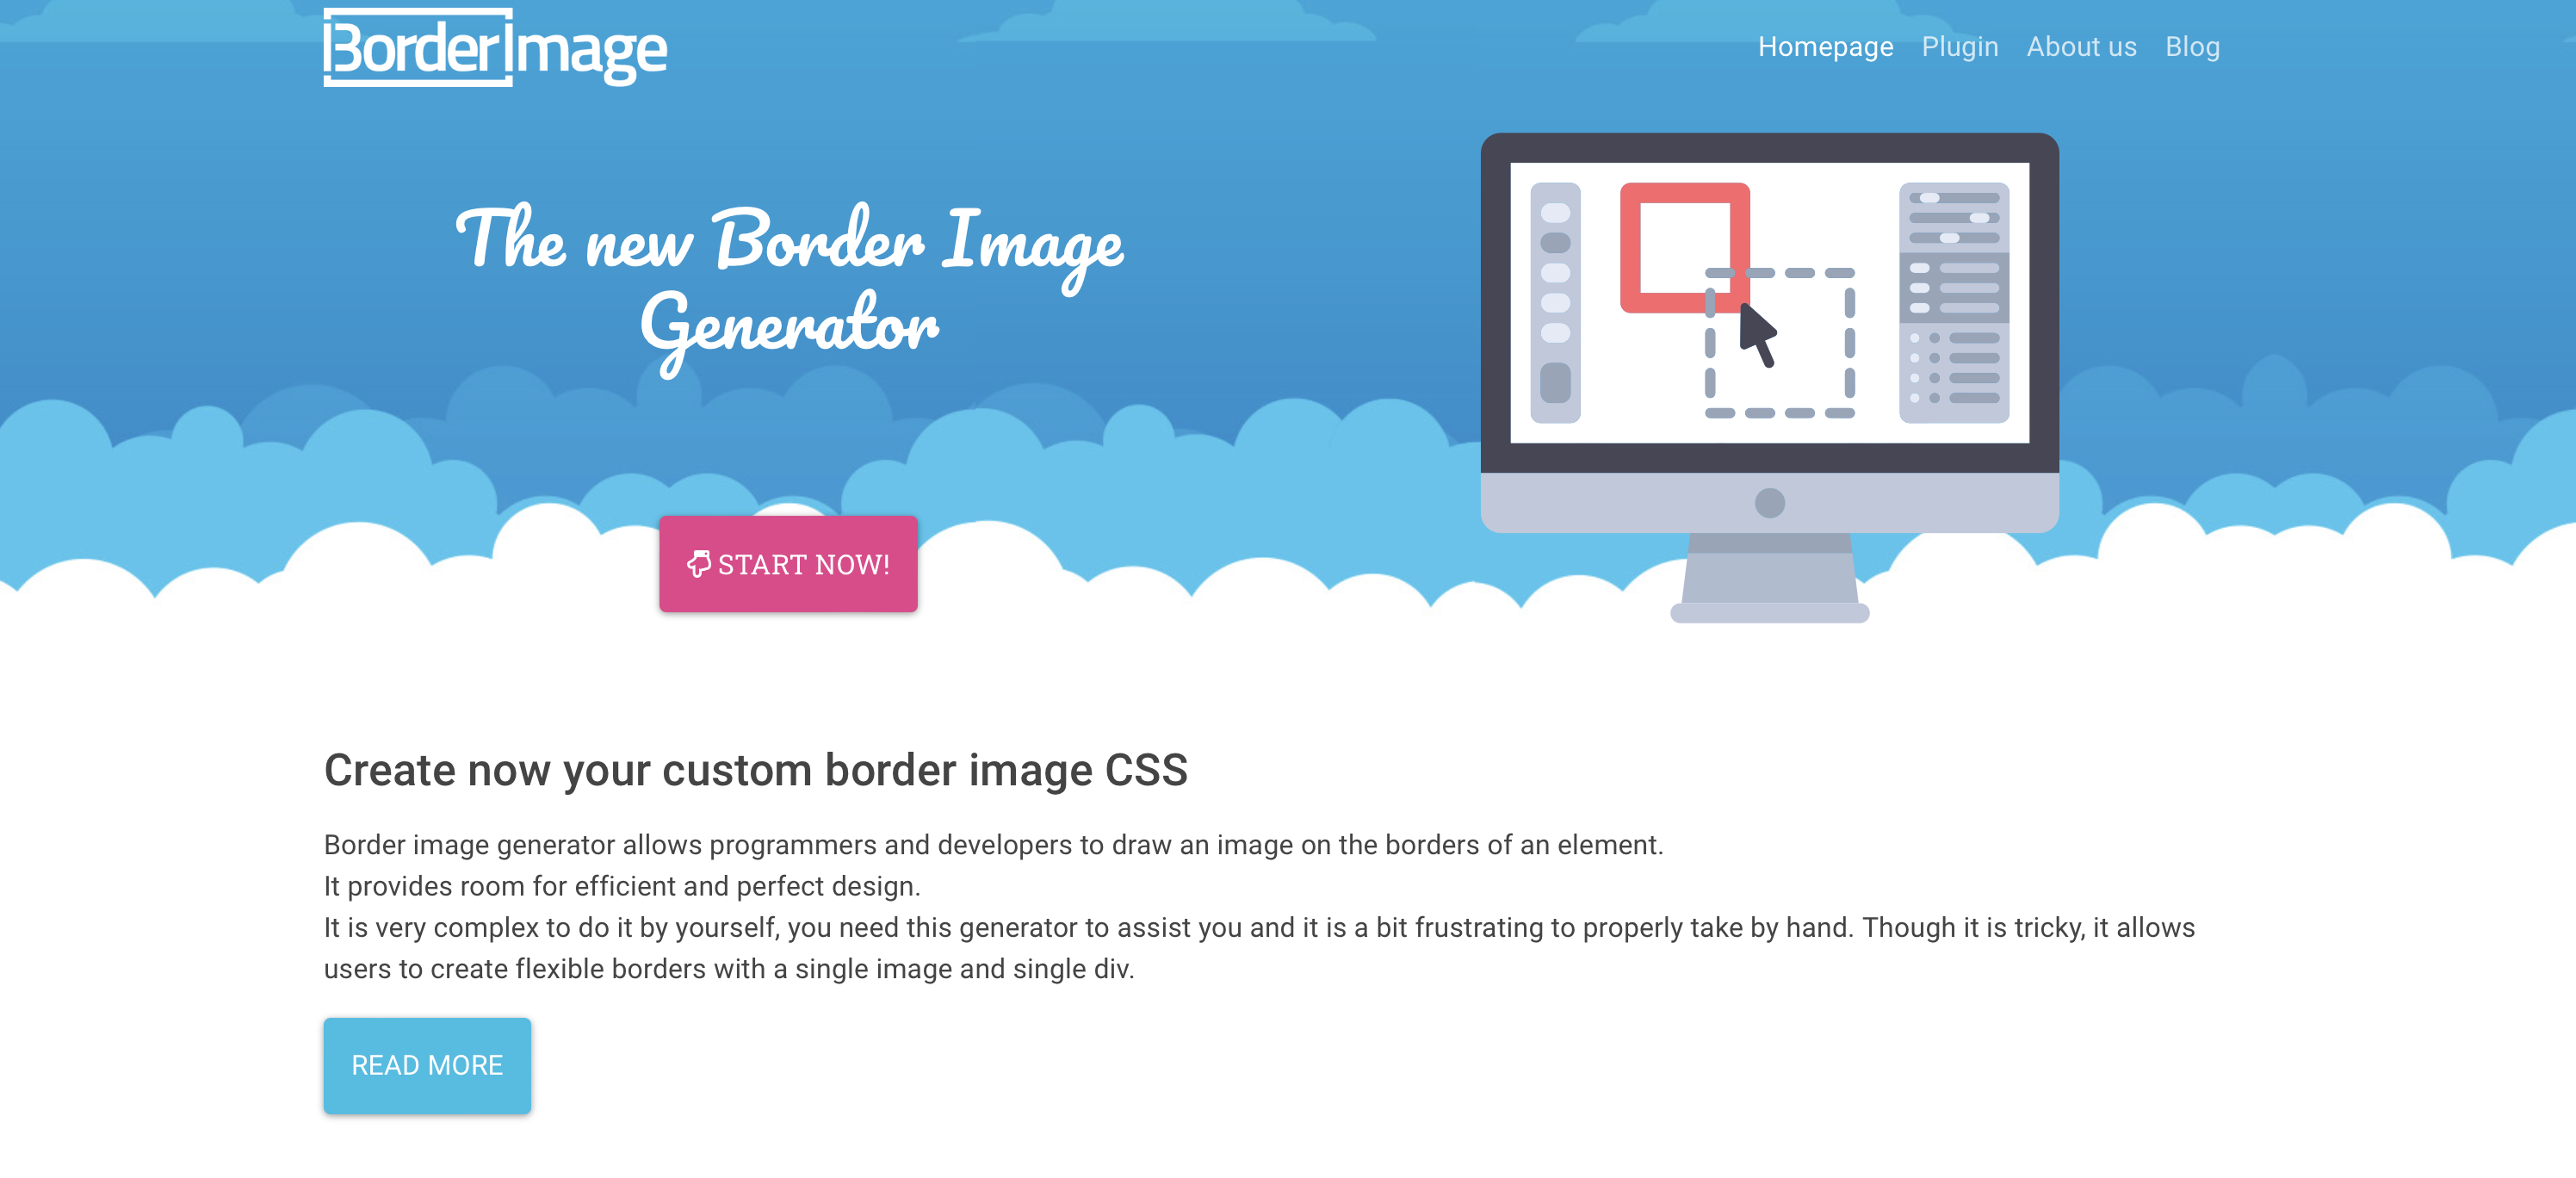 BorderImage
Homepage Plugin About us Blog
The new Border Image
Generator
START NOW!
Create now your custom border image CSS
Border image generator allows programmers and developers to draw an image on the borders of an element.
It provides room for efficient and perfect design.
It is very complex to do it by yourself, you need this generator to assist you and it is a bit frustrating to properly take by hand. Though it is tricky, it allows
users to create flexible borders with a single image and single div.
READ MORE